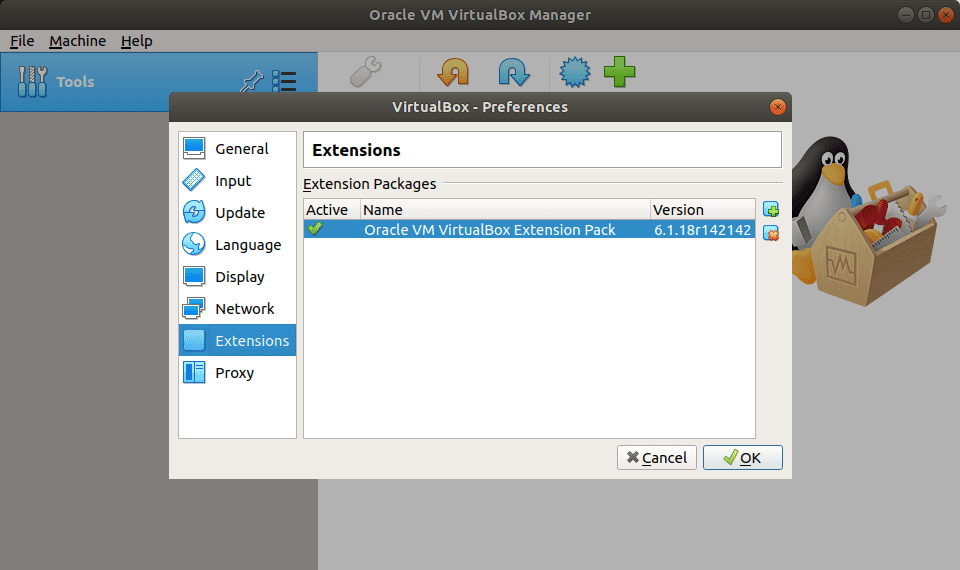 Oracle VM VirtualBox Manager
File Machine Help
Tools
VirtualBox - Preferences
General
Input
Update
Language
Display
Network
Extensions
Proxy
Extensions
Extension Packages
Active Name Version
Oracle VM VirtualBox Extension Pack 6.1.18r142142
Cancel OK